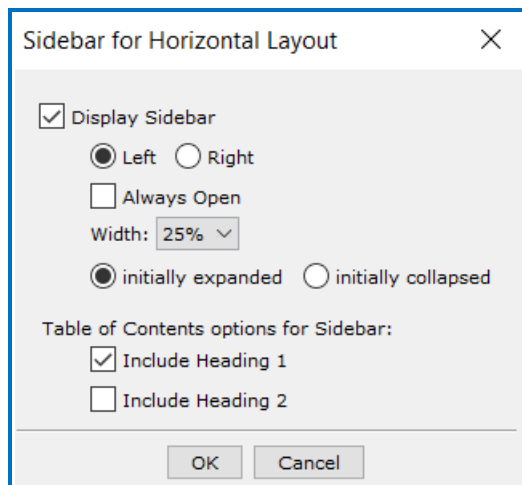 Sidebar for Horizontal Layout
Display Sidebar
Left Right
Always Open
Width: 25%
initially expanded initially collapsed
Table of Contents options for Sidebar:
Include Heading 1
Include Heading 2
OK Cancel